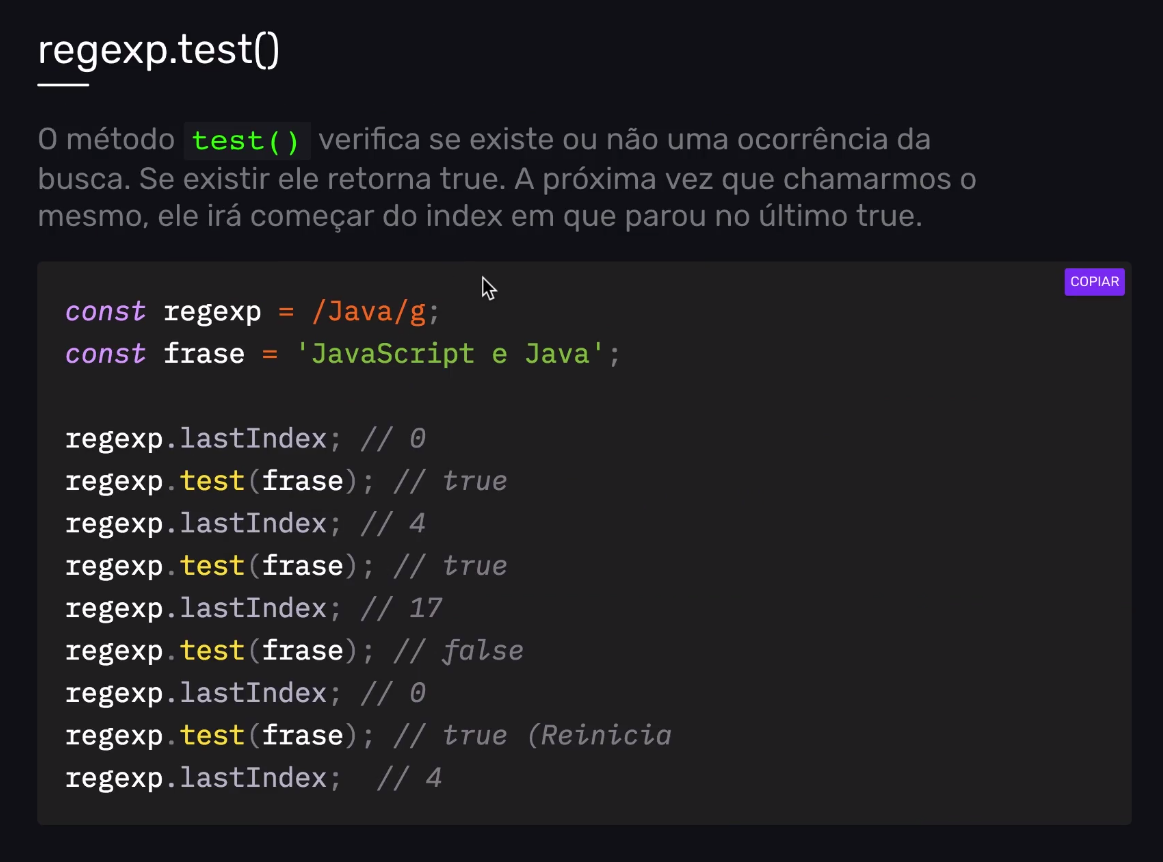 regexp.test()
O método test() verifica se existe ou não uma ocorrência da
busca. Se existir ele retorna true. A próxima vez que chamarmos o
mesmo, ele irá começar do index em que parou no último true.
COPIAR
const regexp = /Java/g;
const frase = 'JavaScript e Java';
regexp.lastIndex; // 0
regexp.test(frase); // true
regexp.lastIndex; // 4
regexp.test(frase); // true
regexp.lastIndex; // 17
regexp.test(frase); // false
regexp.lastIndex; // 0
regexp.test(frase); // true (Reinicia
regexp.lastIndex;  // 4